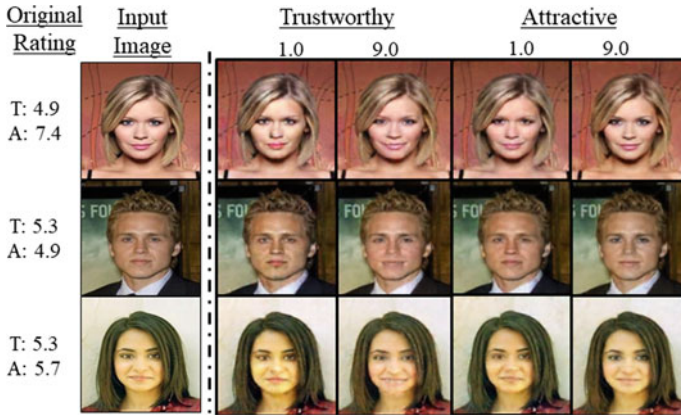 Original Rating Input Image Trustworthy Attractive
1.0 9.0 1.0 9.0
T: 4.9
A: 7.4
T: 5.3
A: 4.9
S FOU
T: 5.3
A: 5.7